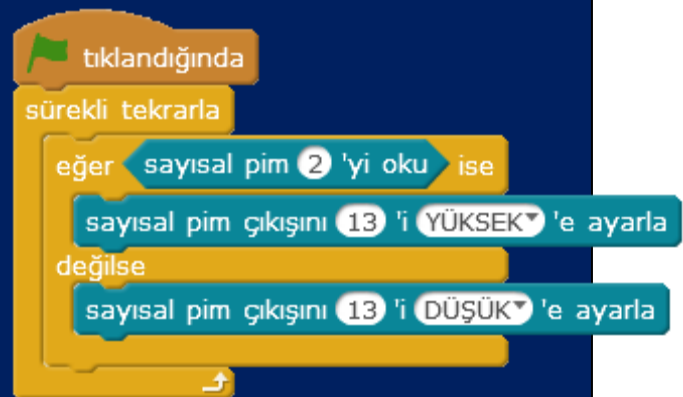 tıklandığında
sürekli tekrarla
eğer sayısal pim 2 'yi oku ise
sayısal pim çıkışını 13 'i YÜKSEK 'e ayarla
değilse
sayısal pim çıkışını 13 'i DÜŞÜK 'e ayarla